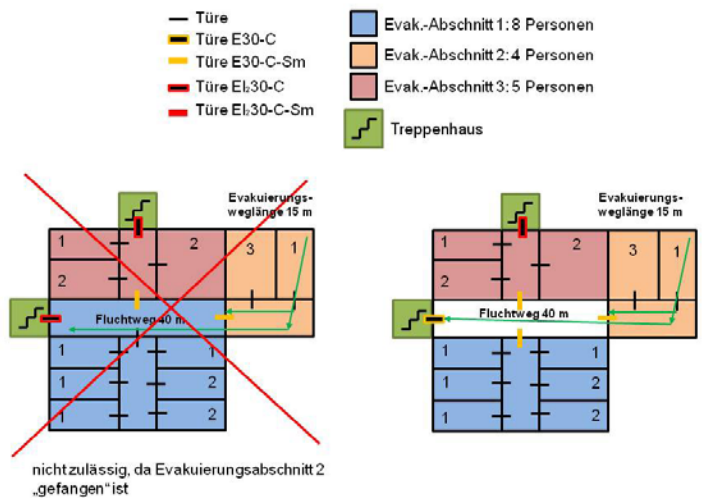 Türe
Türe E30-C
Türe E30-C-Sm
Türe EI₂30-C
Türe EI₂30-C-Sm
Evak.-Abschnitt 1: 8 Personen
Evak.-Abschnitt 2: 4 Personen
Evak.-Abschnitt 3: 5 Personen
Treppenhaus
Evakuierungs-
weglänge 15 m
1
2
2
3
1
Fluchtweg 40 m
1
1
1
2
1
2
nicht zulässig, da Evakuierungsabschnitt 2
„gefangen“ ist
Evakuierungs-
weglänge 15 m
1
2
2
3
1
Fluchtweg 40 m
1
1
1
2
1
2